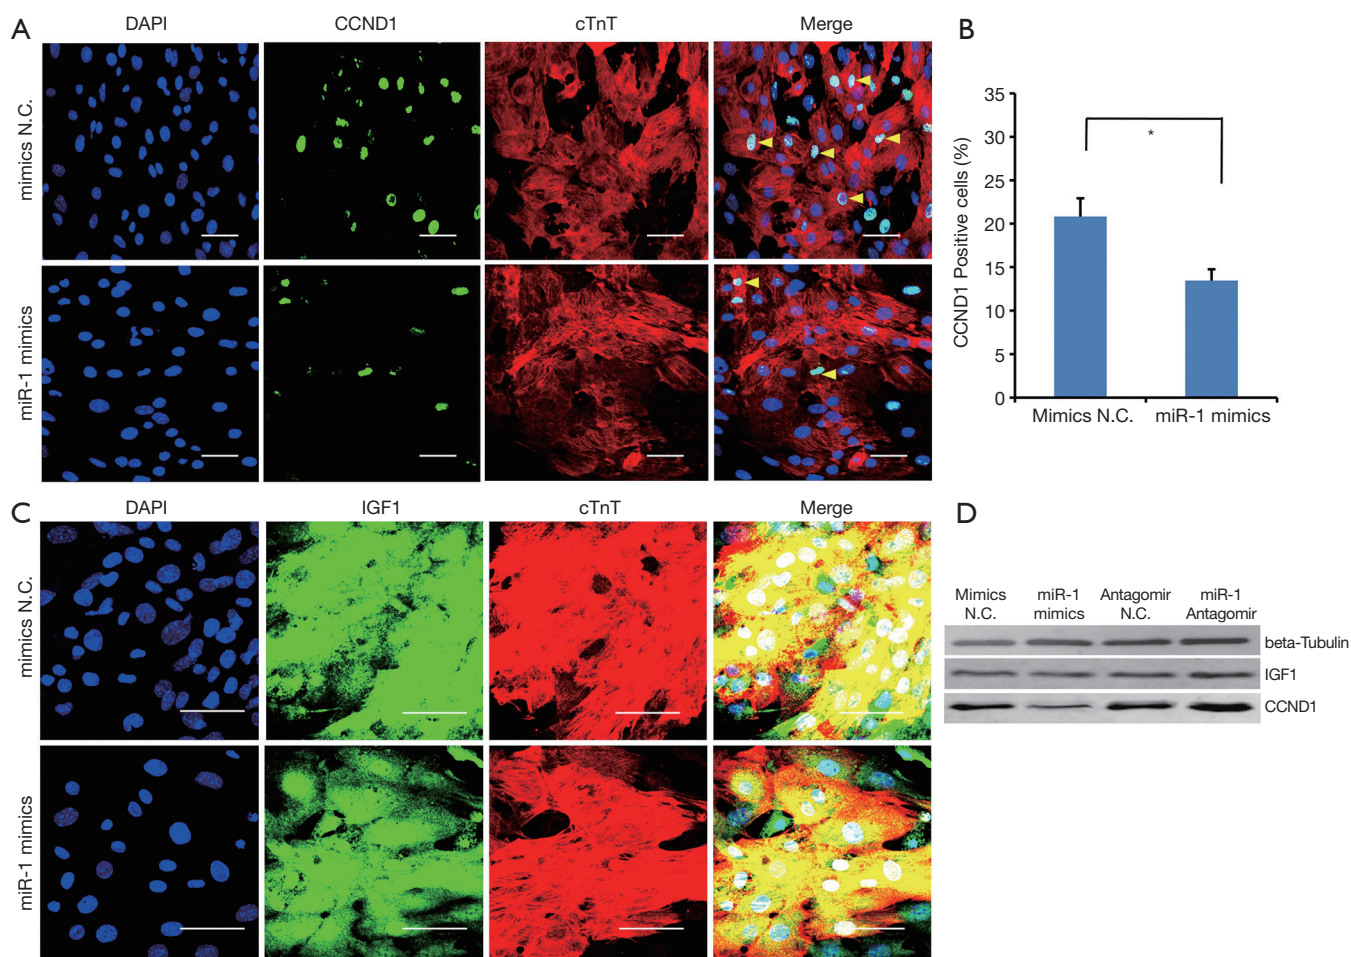 A
DAPI
CCND1
cTnT
Merge
mimics N.C.
miR-1 mimics
B
CCND1 Positive cells (%)
35
30
25
20
15
10
5
0
*
Mimics N.C.
miR-1 mimics
C
DAPI
IGF1
cTnT
Merge
mimics N.C.
miR-1 mimics
D
Mimics N.C.
miR-1 mimics
Antagomir N.C.
miR-1 Antagomir
beta-Tubulin
IGF1
CCND1